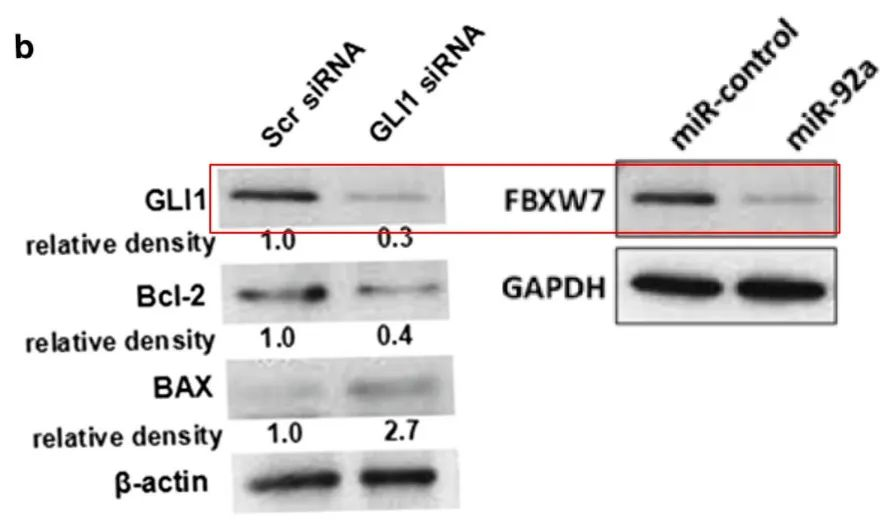 b
Scr siRNA
GLI1 siRNA
GLI1
relative density 1.0 0.3
Bcl-2
relative density 1.0 0.4
BAX
relative density 1.0 2.7
β-actin
miR-control
miR-92a
FBXW7
GAPDH